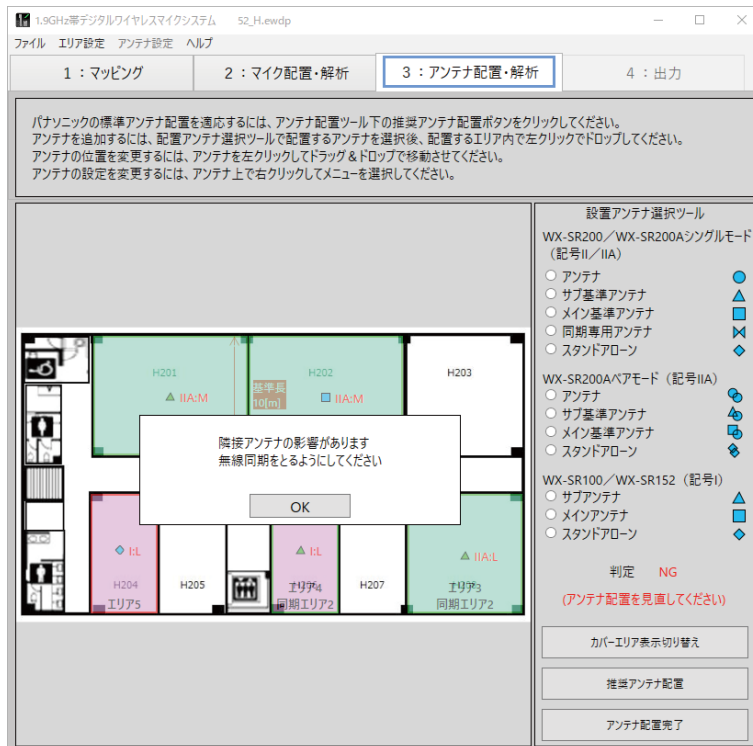 1.9GHz帯デジタルワイヤレスマイクシステム 52_H.ewdp
ファイル エリア設定 アンテナ設定 ヘルプ
1：マッピング 2：マイク配置・解析 3：アンテナ配置・解析 4：出力
パナソニックの標準アンテナ配置を適応するには、アンテナ配置ツール下の推奨アンテナ配置ボタンをクリックしてください。
アンテナを追加するには、配置アンテナ選択ツールで配置するアンテナを選択後、配置するエリア内で左クリックでドロップしてください。
アンテナの位置を変更するには、アンテナを左クリックしてドラッグ＆ドロップで移動させてください。
アンテナの設定を変更するには、アンテナ上で右クリックしてメニューを選択してください。
H201 H202 H203
基準長
10[m]
IIA:M IIA:M
隣接アンテナの影響があります
無線同期をとるようにしてください
OK
I:L I:L IIA:L
H204 H205 H207
エリア5 エリア4 エリア3
同期エリア2 同期エリア2
設置アンテナ選択ツール
WX-SR200／WX-SR200Aシングルモード
（記号II／IIA）
アンテナ
サブ基準アンテナ
メイン基準アンテナ
同期専用アンテナ
スタンドアローン
WX-SR200Aペアモード（記号IIA）
アンテナ
サブ基準アンテナ
メイン基準アンテナ
スタンドアローン
WX-SR100／WX-SR152（記号I）
サブアンテナ
メインアンテナ
スタンドアローン
判定 NG
(アンテナ配置を見直してください)
カバーエリア表示切り替え
推奨アンテナ配置
アンテナ配置完了